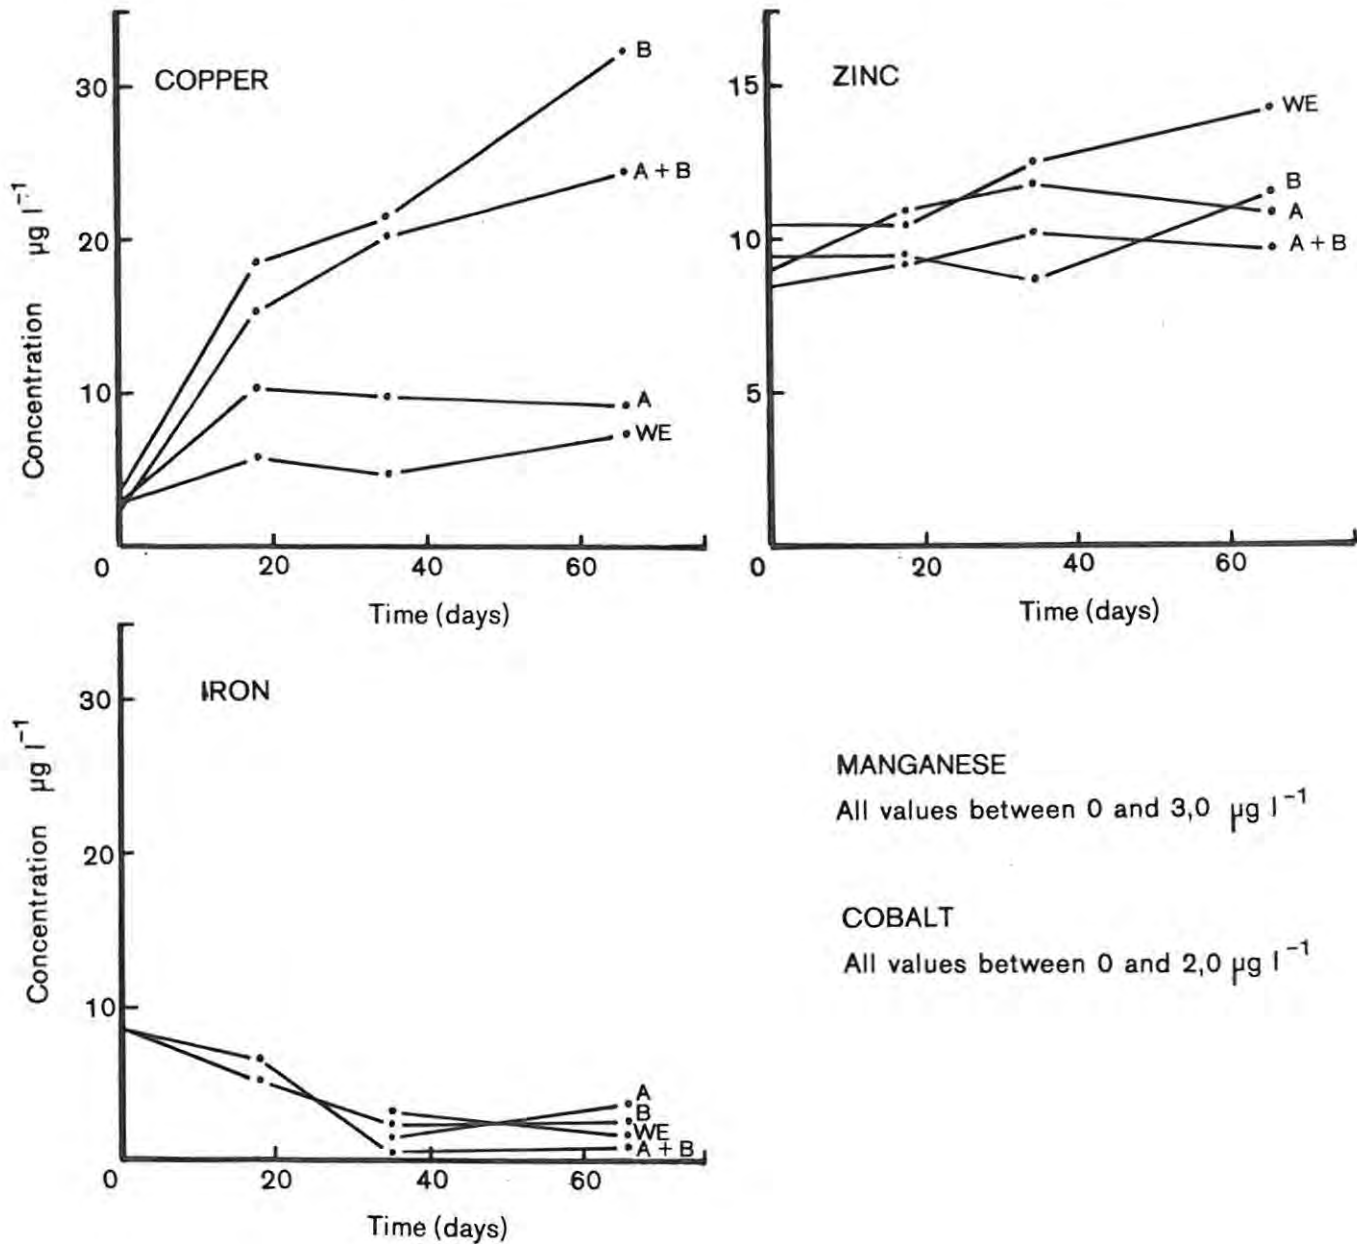 COPPER
30
20
10
0
20
40
60
Concentration µg l⁻¹
Time (days)
B
A + B
A
WE
ZINC
15
10
5
0
20
40
60
Time (days)
WE
B
A
A + B
IRON
30
20
10
0
20
40
60
Concentration µg l⁻¹
Time (days)
A
B
WE
A + B
MANGANESE
All values between 0 and 3,0 µg l⁻¹
COBALT
All values between 0 and 2,0 µg l⁻¹